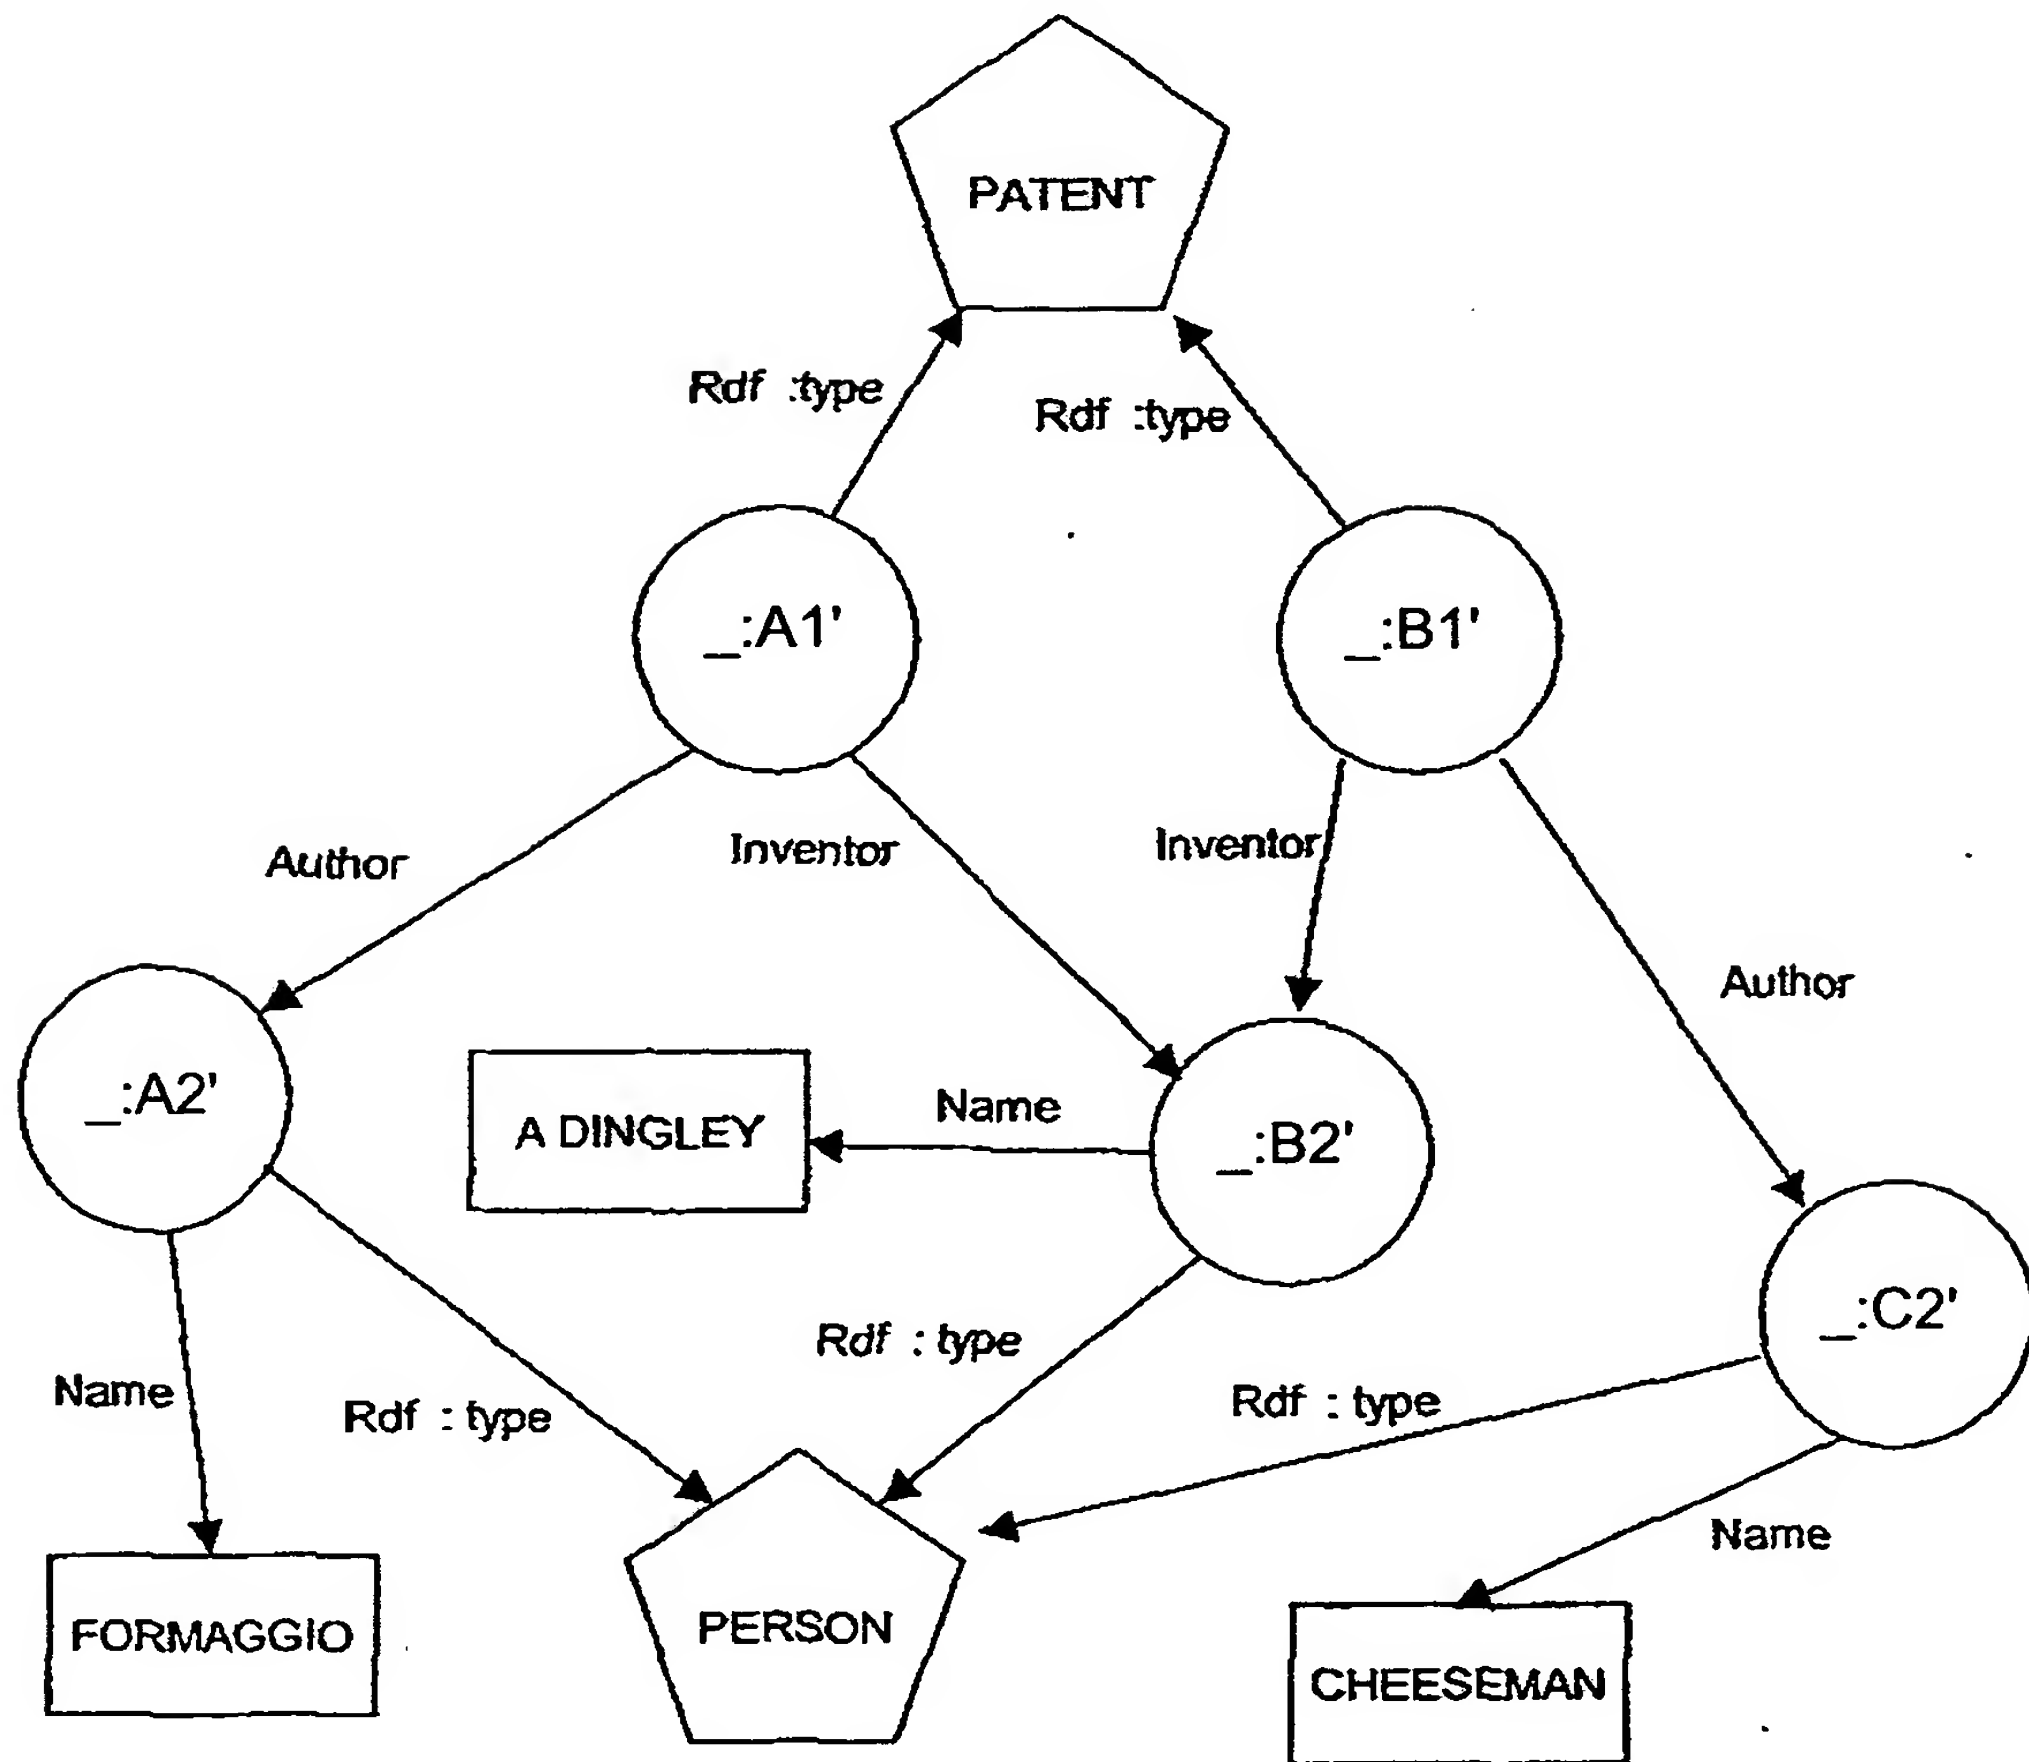 PATENT
Rdf :type
Rdf :type
_:A1'
_:B1'
Author
Inventor
Inventor
Author
_:A2'
A DINGLEY
Name
_:B2'
_:C2'
Name
Rdf : type
Rdf : type
Rdf : type
Name
FORMAGGIO
PERSON
CHEESEMAN